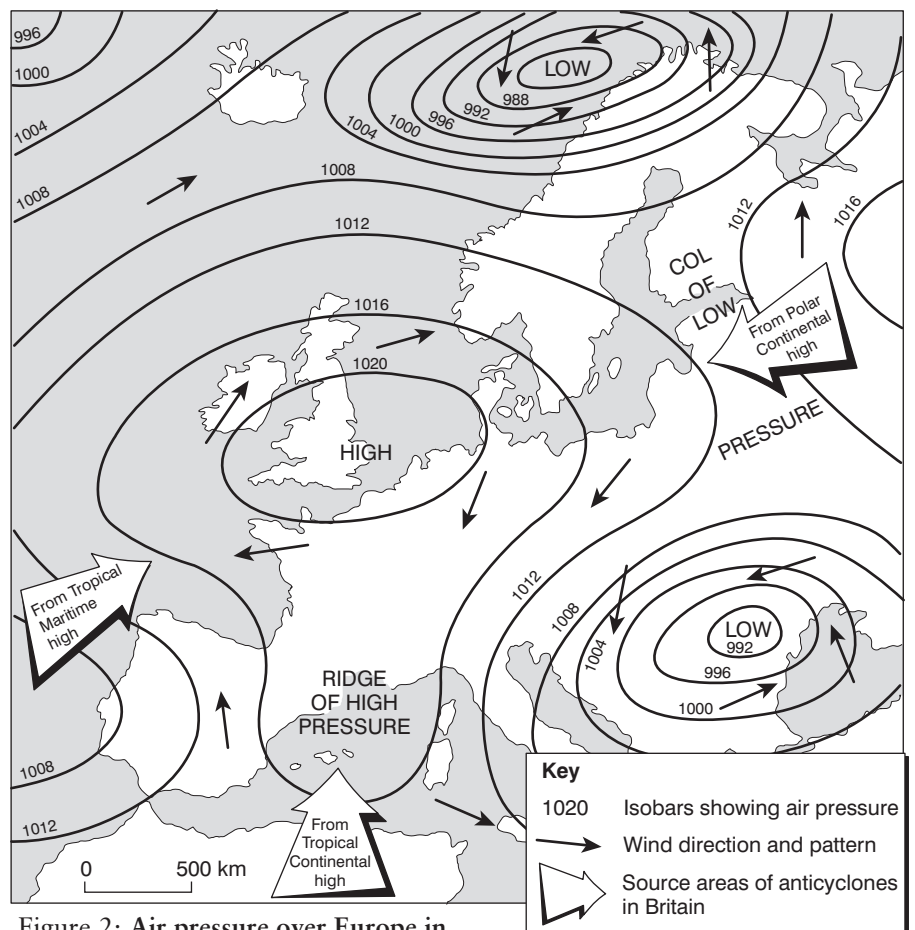 996
1000
1004
1008
LOW
988
992
996
1000
1004
1008
1012
1016
1020
HIGH
1012
1016
COL
OF
LOW
PRESSURE
From Polar
Continental
high
From Tropical
Maritime
high
1012
1008
1004
LOW
992
996
1000
RIDGE
OF HIGH
PRESSURE
1008
1012
From
Tropical
Continental
high
0 500 km
Key
1020 Isobars showing air pressure
Wind direction and pattern
Source areas of anticyclones
in Britain
Figure 2: Air pressure over Europe in